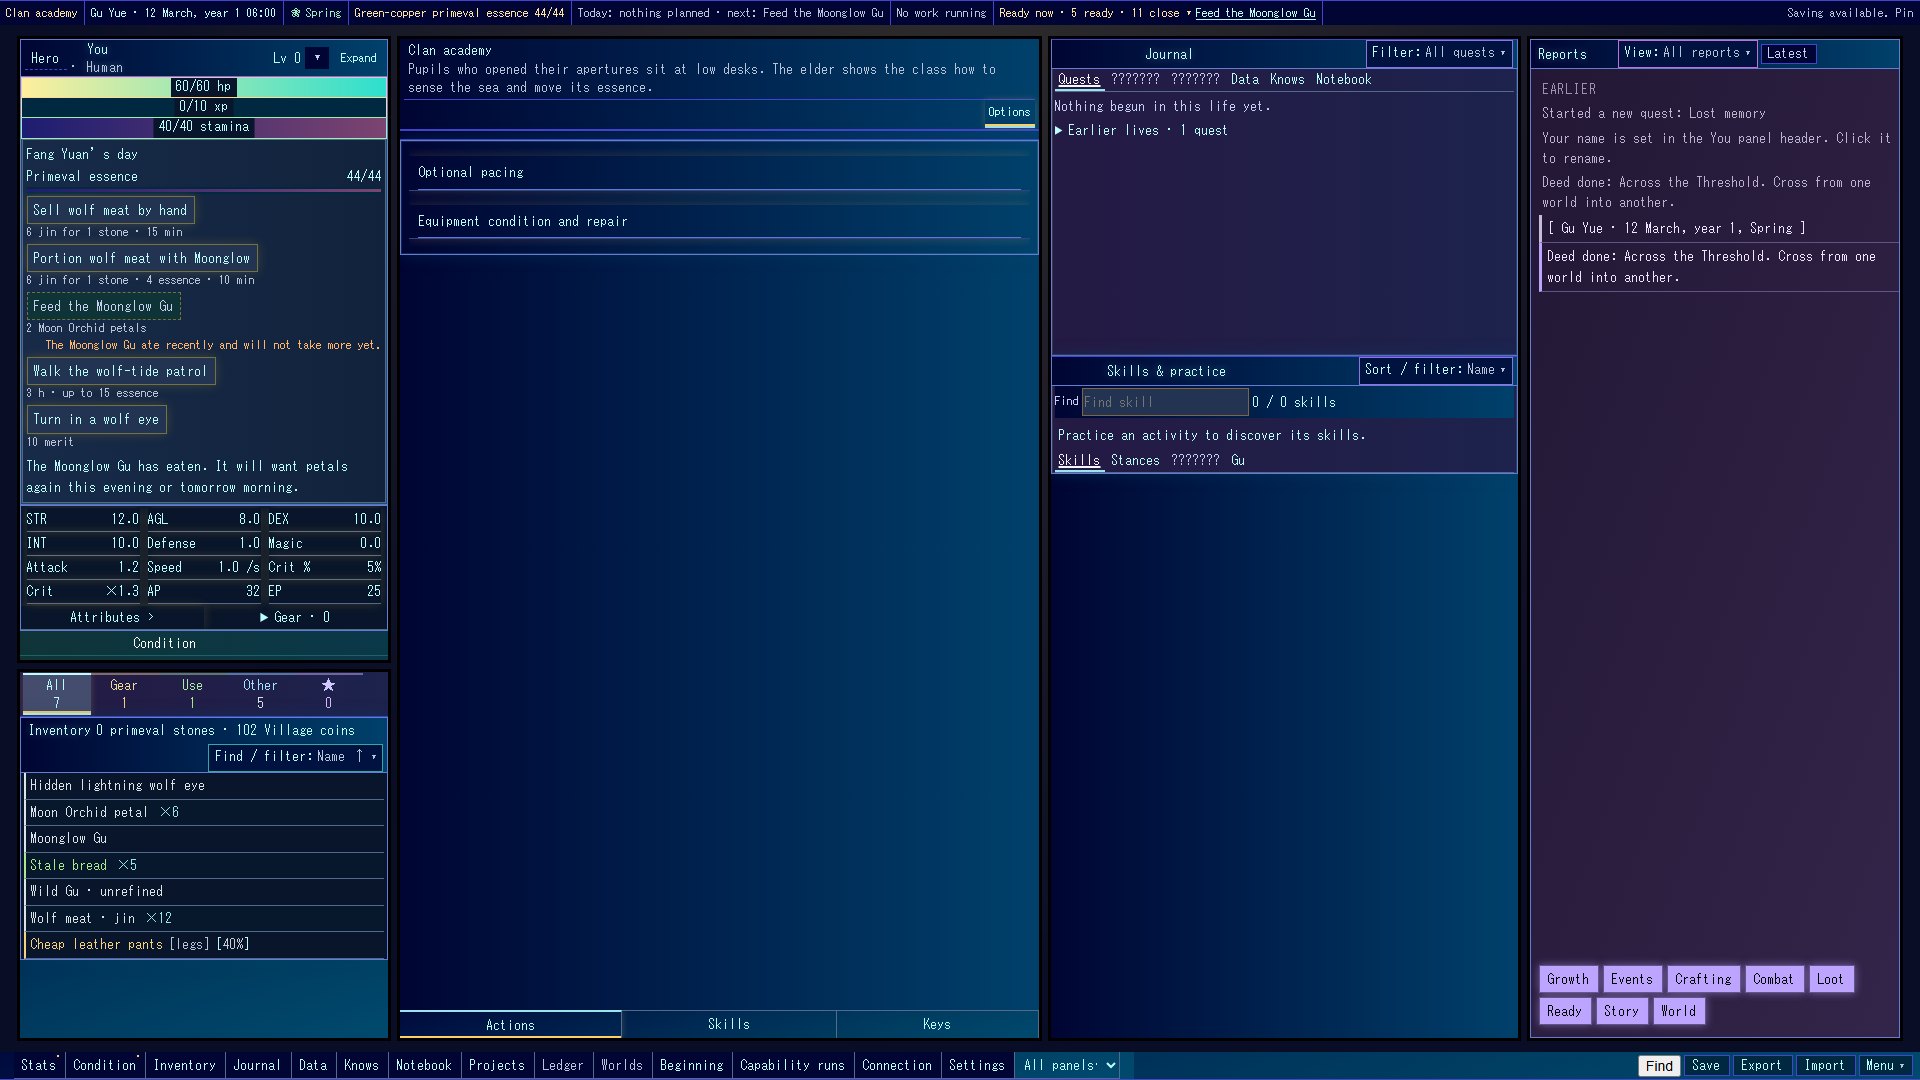 Clan academy
Gu Yue · 12 March, year 1 06:00
❀ Spring
Green-copper primeval essence 44/44
Today: nothing planned · next: Feed the Moonglow Gu
No work running
Ready now · 5 ready · 11 close ▾ Feed the Moonglow Gu
Saving available. Pin
Hero · You
Human
Lv 0 ▼ Expand
60/60 hp
0/10 xp
40/40 stamina
Fang Yuan's day
Primeval essence 44/44
Sell wolf meat by hand
6 jin for 1 stone · 15 min
Portion wolf meat with Moonglow
6 jin for 1 stone · 4 essence · 10 min
Feed the Moonglow Gu
2 Moon Orchid petals
The Moonglow Gu ate recently and will not take more yet.
Walk the wolf-tide patrol
3 h · up to 15 essence
Turn in a wolf eye
10 merit
The Moonglow Gu has eaten. It will want petals
again this evening or tomorrow morning.
STR 12.0 AGL 8.0 DEX 10.0
INT 10.0 Defense 1.0 Magic 0.0
Attack 1.2 Speed 1.0 /s Crit % 5%
Crit ×1.3 AP 32 EP 25
Attributes > ▶ Gear · 0
Condition
All Gear Use Other ★
7 1 1 5 0
Inventory 0 primeval stones · 102 Village coins
Find / filter: Name ↑ ▾
Hidden lightning wolf eye
Moon Orchid petal ×6
Moonglow Gu
Stale bread ×5
Wild Gu · unrefined
Wolf meat · jin ×12
Cheap leather pants [legs] [40%]
Clan academy
Pupils who opened their apertures sit at low desks. The elder shows the class how to
sense the sea and move its essence.
Options
Optional pacing
Equipment condition and repair
Actions Skills Keys
Journal Filter: All quests ▾
Quests ??????? ??????? Data Knows Notebook
Nothing begun in this life yet.
▶ Earlier lives · 1 quest
Skills & practice Sort / filter: Name ▾
Find Find skill 0 / 0 skills
Practice an activity to discover its skills.
Skills Stances ??????? Gu
Reports View: All reports ▾ Latest
EARLIER
Started a new quest: Lost memory
Your name is set in the You panel header. Click it
to rename.
Deed done: Across the Threshold. Cross from one
world into another.
[ Gu Yue · 12 March, year 1, Spring ]
Deed done: Across the Threshold. Cross from one
world into another.
Growth Events Crafting Combat Loot
Ready Story World
Stats Condition Inventory Journal Data Knows Notebook Projects Ledger Worlds Beginning Capability runs Connection Settings All panels· Find Save Export Import Menu ▾